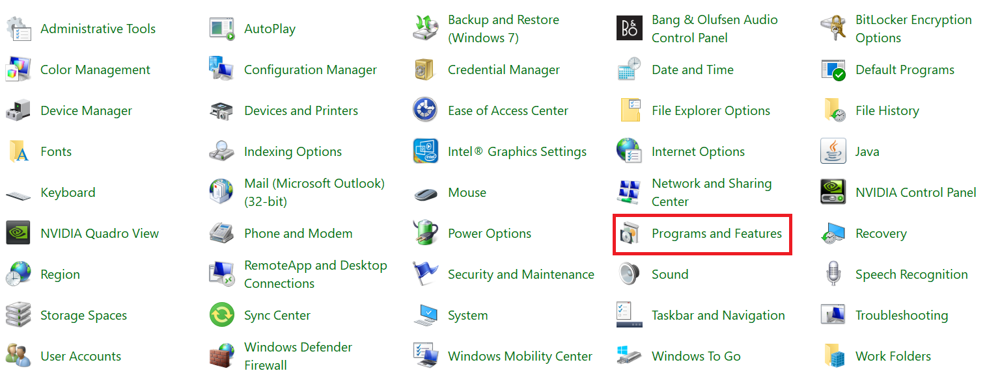 Administrative Tools
AutoPlay
Backup and Restore
(Windows 7)
B&O
Bang & Olufsen Audio
Control Panel
BitLocker Encryption
Options
Color Management
Configuration Manager
Credential Manager
Date and Time
Default Programs
Device Manager
Devices and Printers
Ease of Access Center
File Explorer Options
File History
A
Fonts
Indexing Options
intel
Intel® Graphics Settings
Internet Options
Java
Keyboard
Mail (Microsoft Outlook)
(32-bit)
Mouse
Network and Sharing
Center
NVIDIA Control Panel
NVIDIA Quadro View
Phone and Modem
Power Options
Programs and Features
Recovery
Region
RemoteApp and Desktop
Connections
Security and Maintenance
Sound
Speech Recognition
Storage Spaces
Sync Center
System
Taskbar and Navigation
Troubleshooting
User Accounts
Windows Defender
Firewall
Windows Mobility Center
Windows To Go
Work Folders